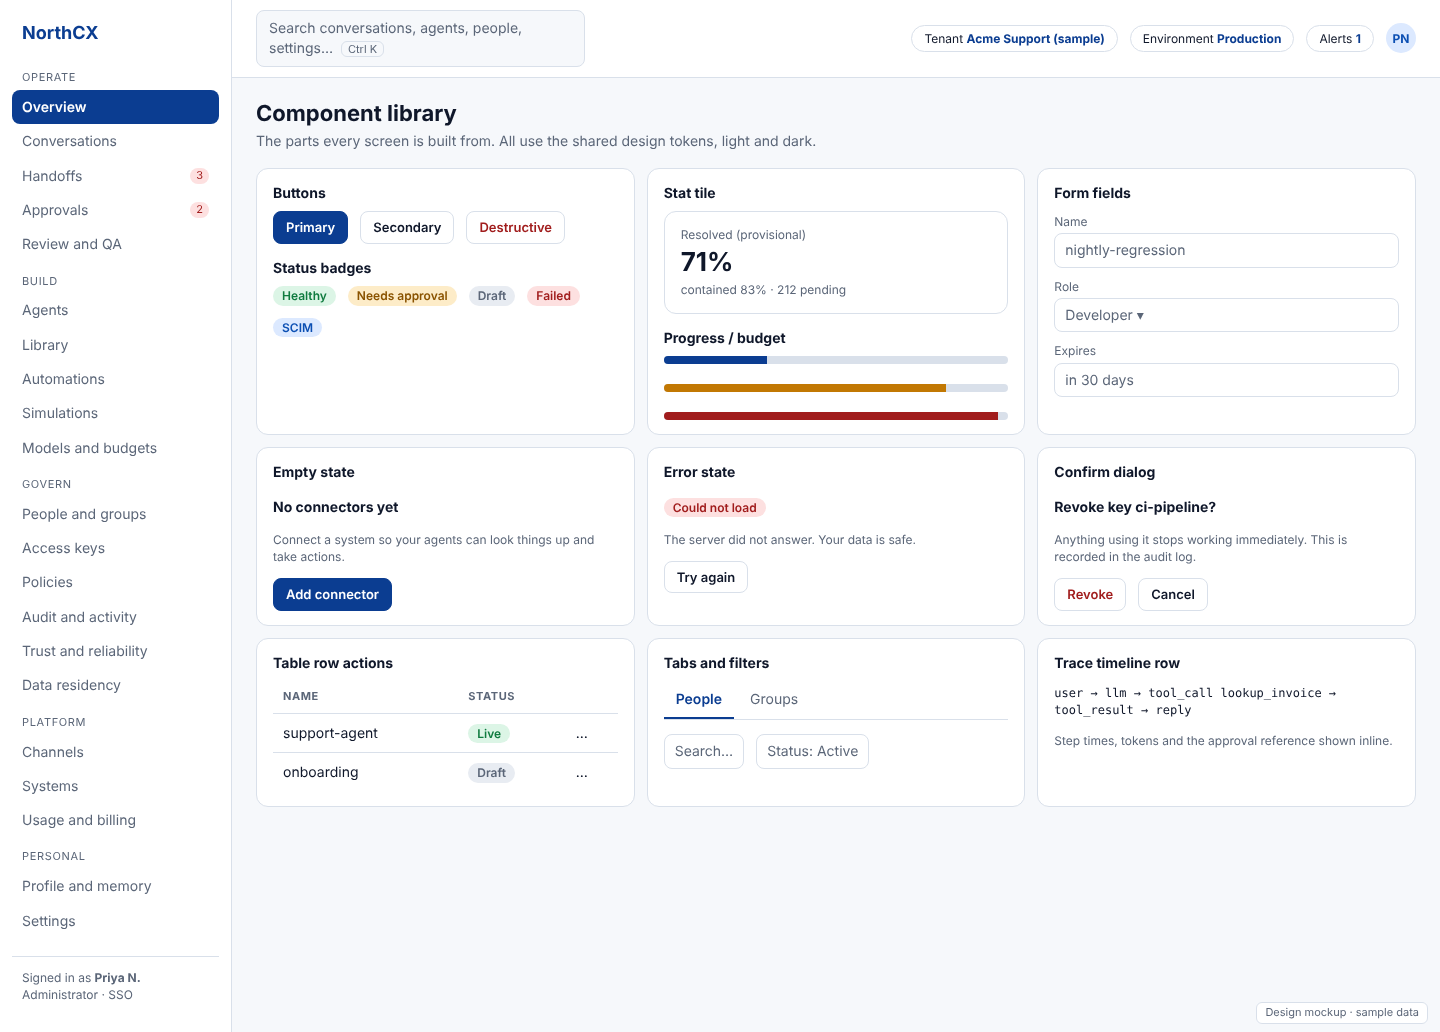 NorthCX
OPERATE
Overview
Conversations
Handoffs 3
Approvals 2
Review and QA
BUILD
Agents
Library
Automations
Simulations
Models and budgets
GOVERN
People and groups
Access keys
Policies
Audit and activity
Trust and reliability
Data residency
PLATFORM
Channels
Systems
Usage and billing
PERSONAL
Profile and memory
Settings
Signed in as Priya N.
Administrator · SSO
Search conversations, agents, people,
settings... Ctrl K
Tenant Acme Support (sample)
Environment Production
Alerts 1
PN
Component library
The parts every screen is built from. All use the shared design tokens, light and dark.
Buttons
Primary Secondary Destructive
Status badges
Healthy Needs approval Draft Failed
SCIM
Stat tile
Resolved (provisional)
71%
contained 83% · 212 pending
Progress / budget
Form fields
Name
nightly-regression
Role
Developer ▾
Expires
in 30 days
Empty state
No connectors yet
Connect a system so your agents can look things up and
take actions.
Add connector
Error state
Could not load
The server did not answer. Your data is safe.
Try again
Confirm dialog
Revoke key ci-pipeline?
Anything using it stops working immediately. This is
recorded in the audit log.
Revoke Cancel
Table row actions
NAME STATUS
support-agent Live ...
onboarding Draft ...
Tabs and filters
People Groups
Search... Status: Active
Trace timeline row
user → llm → tool_call lookup_invoice →
tool_result → reply
Step times, tokens and the approval reference shown inline.
Design mockup · sample data